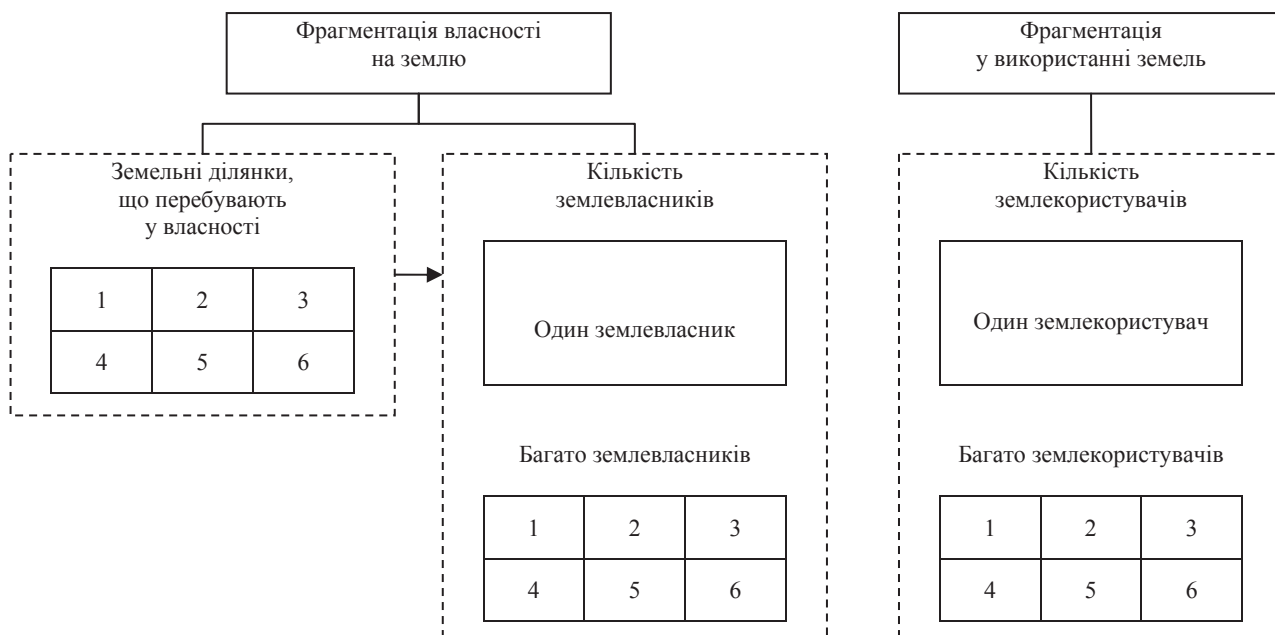 Фрагментація власності
на землю
Фрагментація
у використанні земель
Земельні ділянки,
що перебувають
у власності
1 2 3
4 5 6
Кількість
землевласників
Один землевласник
Багато землевласників
1 2 3
4 5 6
Кількість
землекористувачів
Один землекористувач
Багато землекористувачів
1 2 3
4 5 6